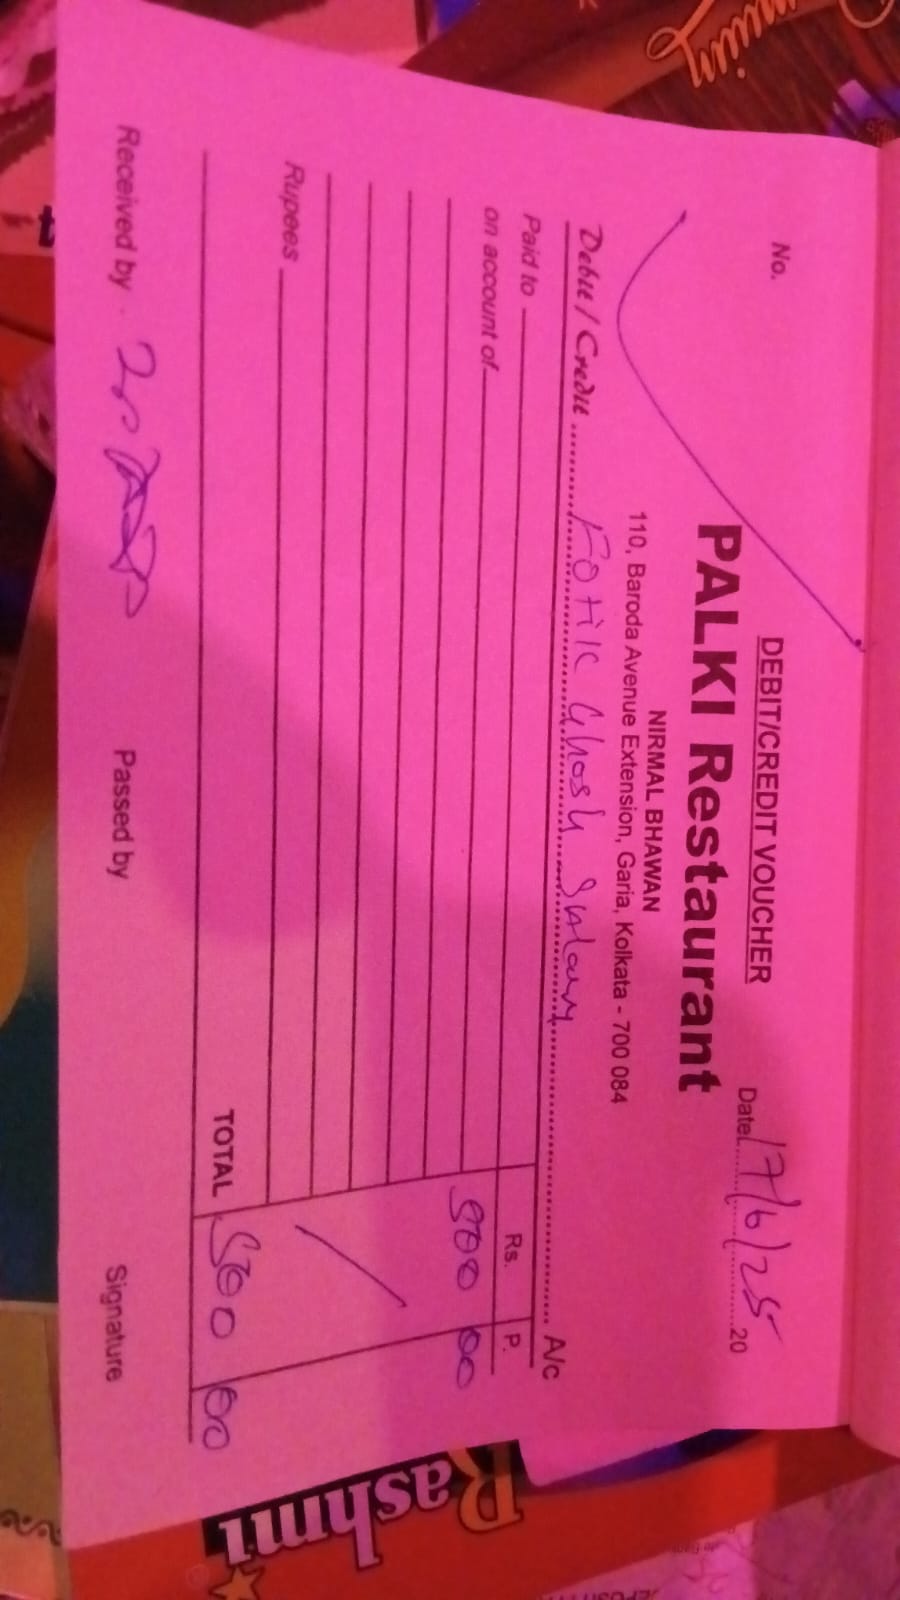 No.
DEBIT/CREDIT VOUCHER
Date 17/6/25 20
PALKI Restaurant
NIRMAL BHAWAN
110, Baroda Avenue Extension, Garia, Kolkata - 700 084
Debit / Credit Fotik Ghosh Salary A/c
Paid to Rs. P.
on account of 500 00
Rupees
TOTAL 500 00
Received by Passed by Signature
Rashmi